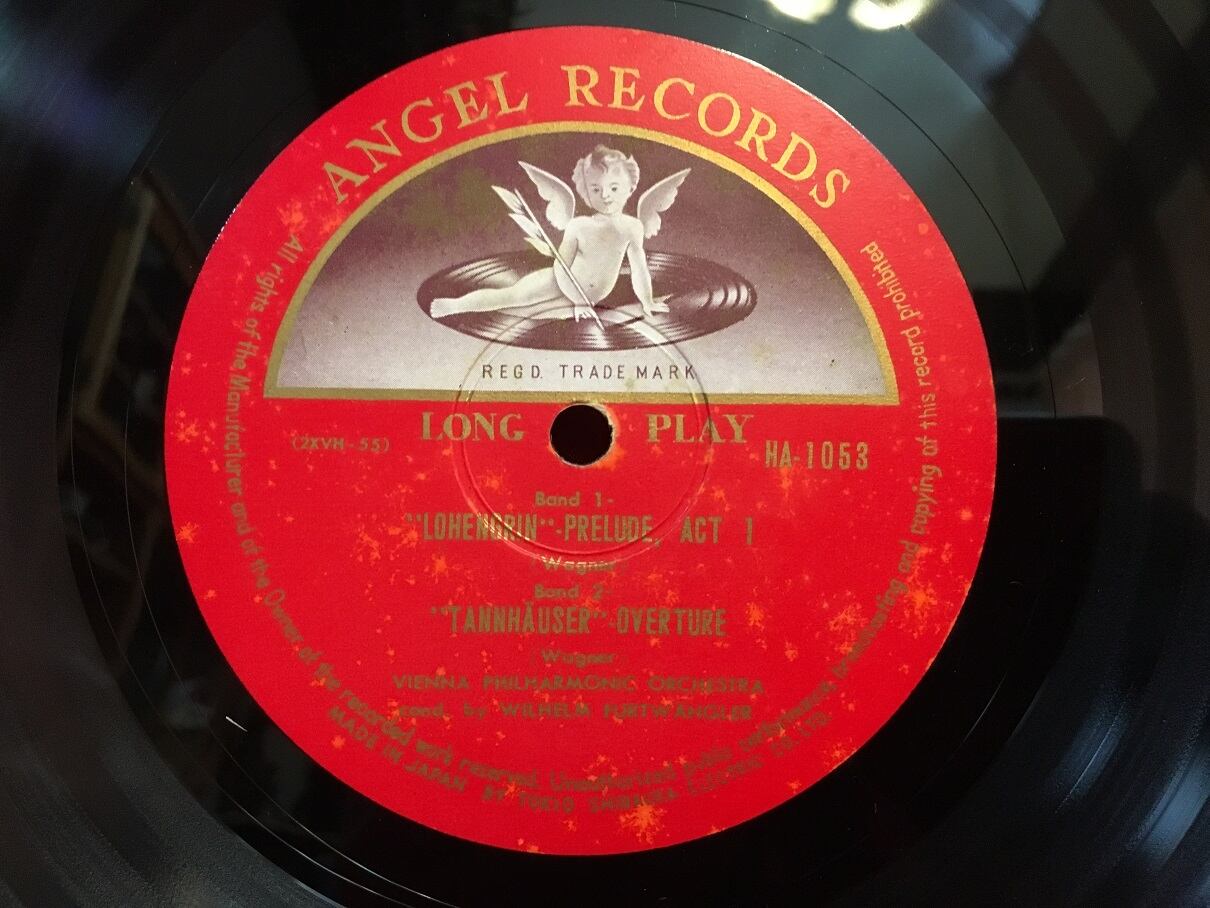 ANGEL RECORDS
REGD. TRADE MARK
LONG PLAY
(2XVH-55)
HA-1053
Band 1-
"LOHENGRIN"-PRELUDE, ACT 1
(Wagner)
Band 2-
"TANNHÄUSER"-OVERTURE
(Wagner)
VIENNA PHILHARMONIC ORCHESTRA
cond. by WILHELM FURTWÄNGLER
All rights of the Manufacturer and of the Owner of the recorded work reserved. Unauthorized public performance, broadcasting and copying of this record prohibited
MADE IN JAPAN BY TOKYO SHIBAURA ELECTRIC CO. LTD.